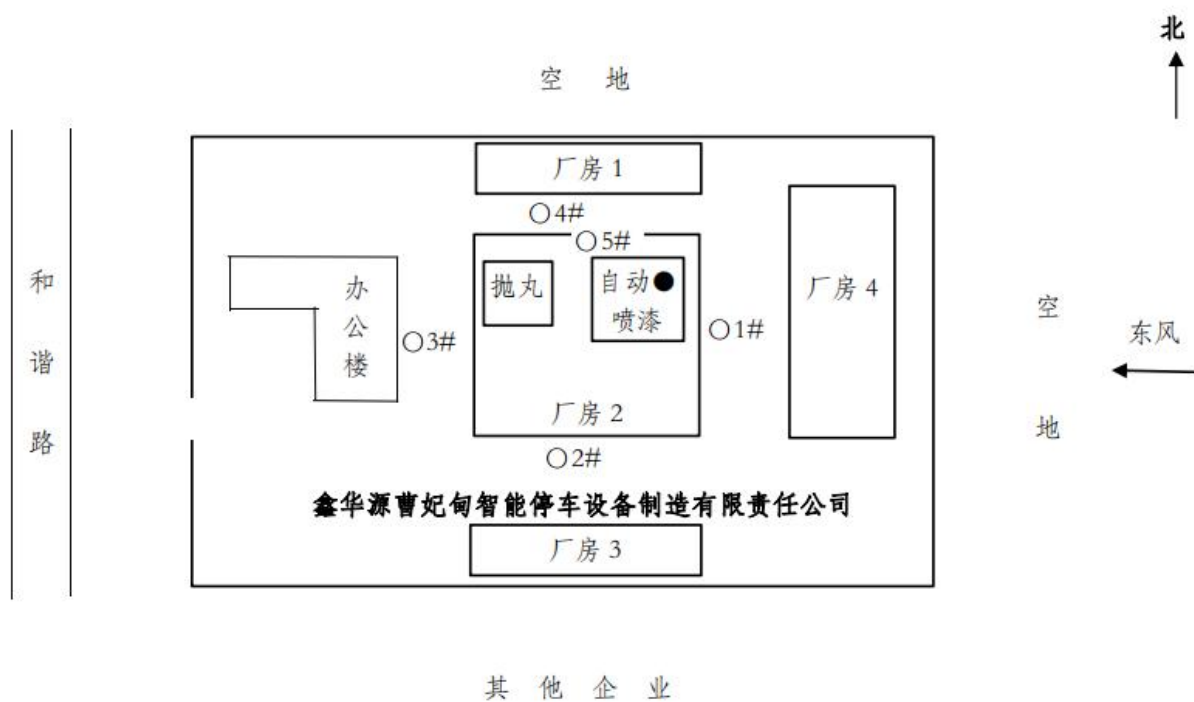 北
空 地
厂房 1
○4#
○5#
抛丸
自动●
喷漆
厂房 4
办
公
楼
○3#
○1#
和
谐
路
空
地
东风
厂房 2
○2#
鑫华源曹妃甸智能停车设备制造有限责任公司
厂房 3
其 他 企 业